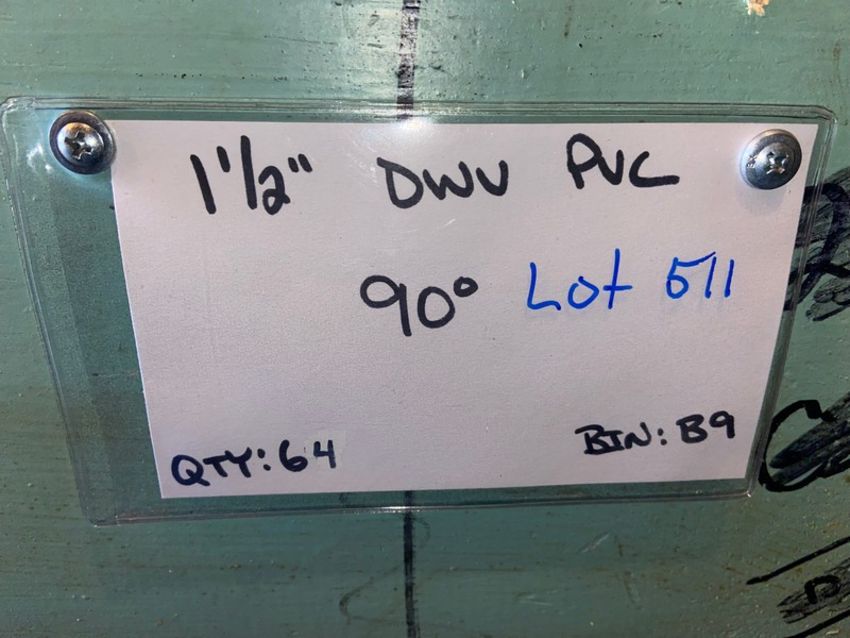 1 1/2" DWV PVC
90° Lot 511
QTY: 64 BIN: B9